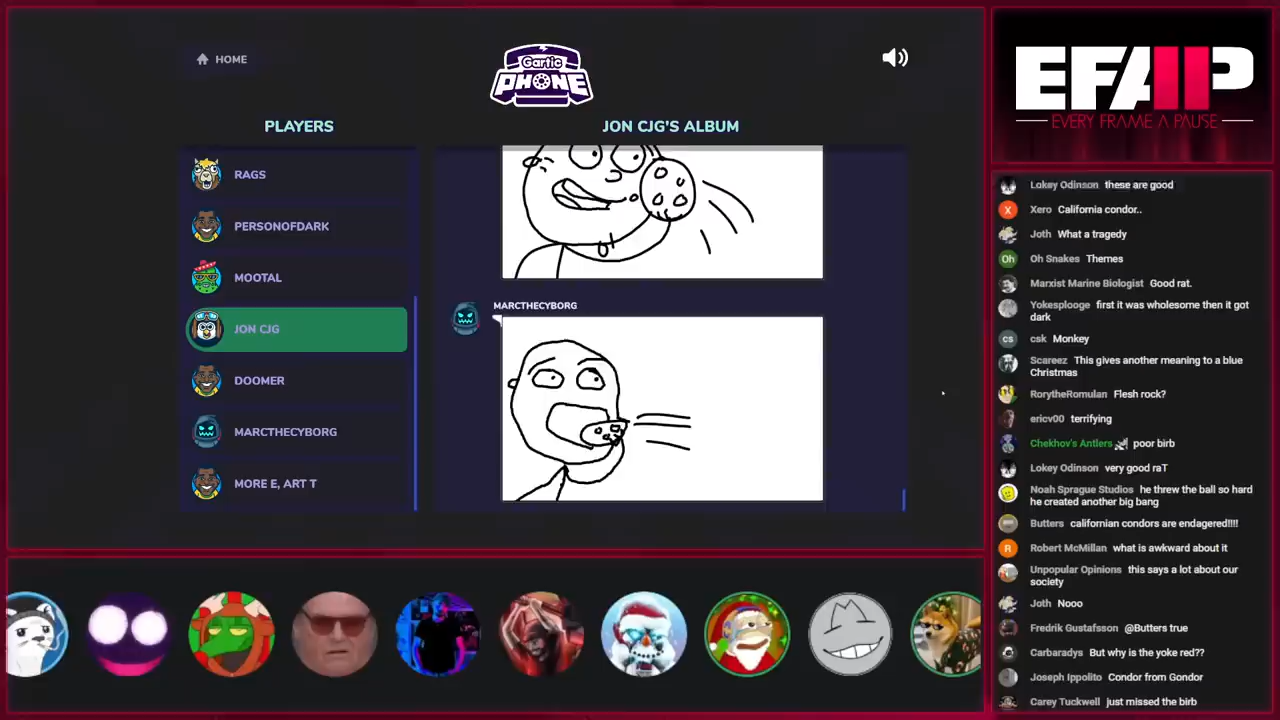 HOME
Gartic
PHONE
PLAYERS
RAGS
PERSONOFDARK
MOOTAL
JON CJG
DOOMER
MARCTHECYBORG
MORE E, ART T
JON CJG'S ALBUM
MARCTHECYBORG
EFAP
EVERY FRAME A PAUSE
Lokey Odinson these are good
Xero California condor..
Joth What a tragedy
Oh
Oh Snakes Themes
Marxist Marine Biologist Good rat.
Yokesplooge first it was wholesome then it got
dark
cs
csk Monkey
Scareez This gives another meaning to a blue
Christmas
RorytheRomulan Flesh rock?
ericv00 terrifying
Chekhov's Antlers poor birb
Lokey Odinson very good raT
Noah Sprague Studios he threw the ball so hard
he created another big bang
Butters californian condors are endagered!!!!
R
Robert McMillan what is awkward about it
Unpopular Opinions this says a lot about our
society
Joth Nooo
Fredrik Gustafsson @Butters true
Carbaradys But why is the yoke red??
Joseph Ippolito Condor from Gondor
Carey Tuckwell just missed the birb